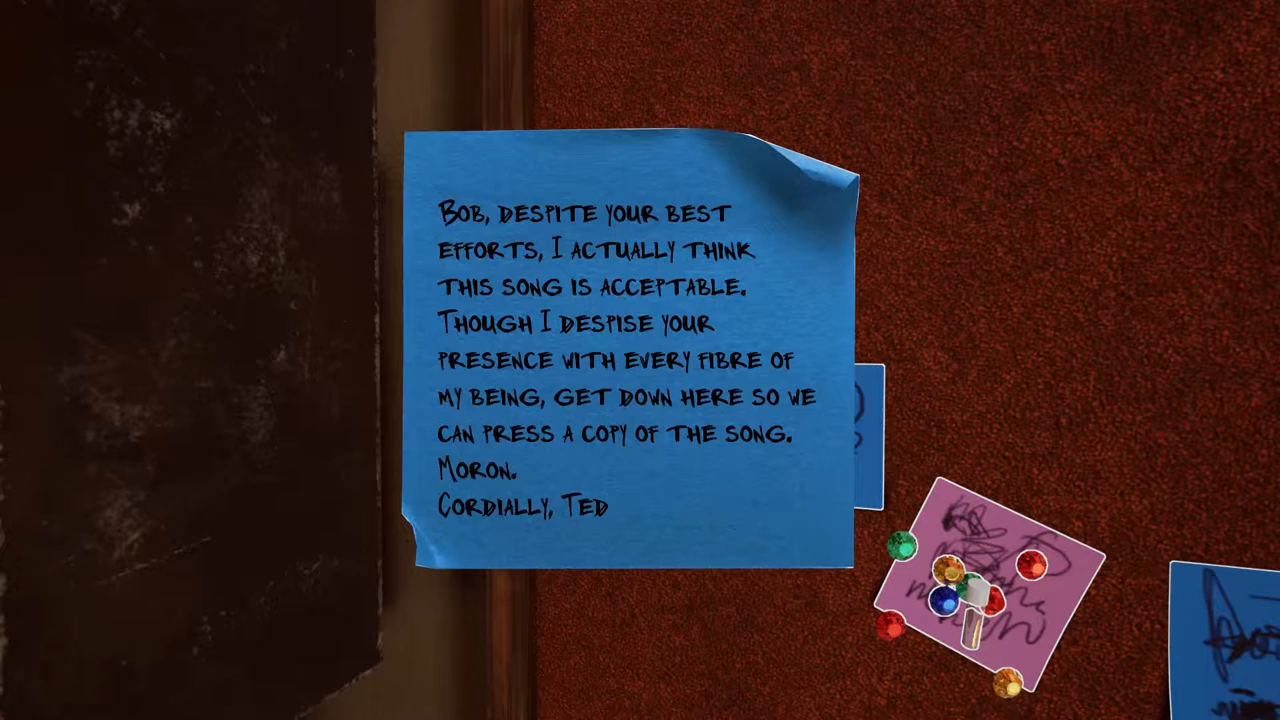 Bob, despite your best
efforts, I actually think
this song is acceptable.
Though I despise your
presence with every fibre of
my being, get down here so we
can press a copy of the song.
Moron.
Cordially, Ted